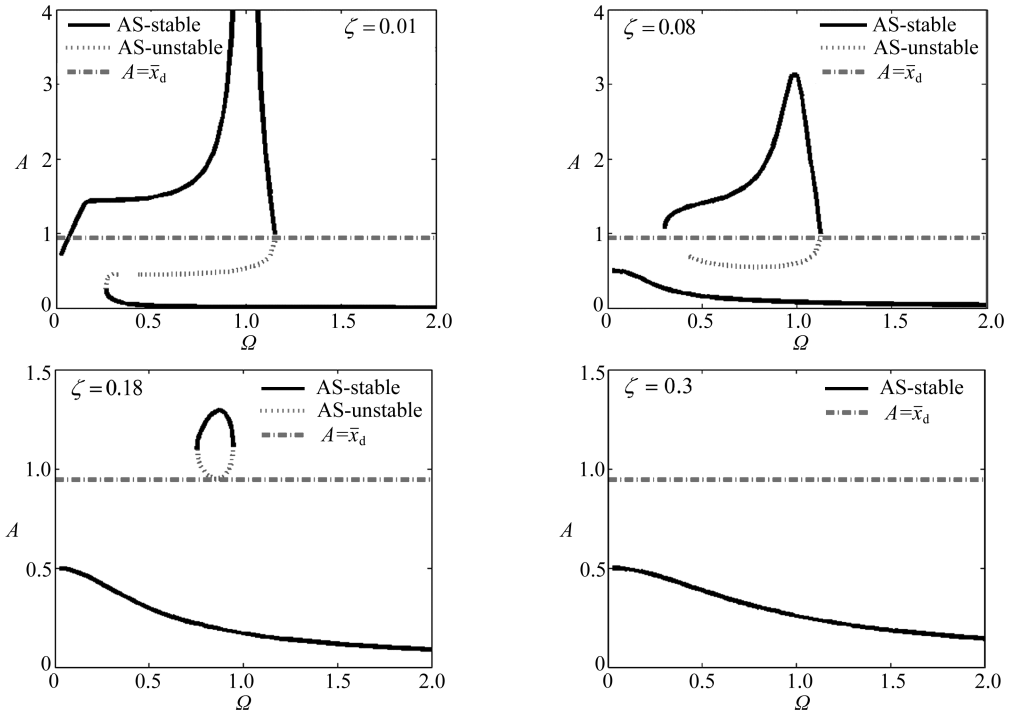 4
AS-stable
ζ = 0.01
AS-unstable
A=x̄d
3
A
2
1
0
0 0.5 1.0 1.5 2.0
Ω
4
AS-stable
ζ = 0.08
AS-unstable
A=x̄d
3
A
2
1
0
0 0.5 1.0 1.5 2.0
Ω
1.5
ζ = 0.18
AS-stable
AS-unstable
A=x̄d
1.0
A
0.5
0
0 0.5 1.0 1.5 2.0
Ω
1.5
ζ = 0.3
AS-stable
A=x̄d
1.0
A
0.5
0
0 0.5 1.0 1.5 2.0
Ω